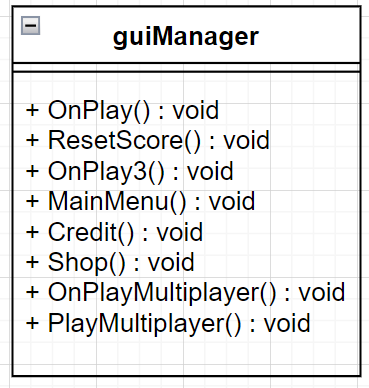 guiManager
+ OnPlay() : void
+ ResetScore() : void
+ OnPlay3() : void
+ MainMenu() : void
+ Credit() : void
+ Shop() : void
+ OnPlayMultiplayer() : void
+ PlayMultiplayer() : void